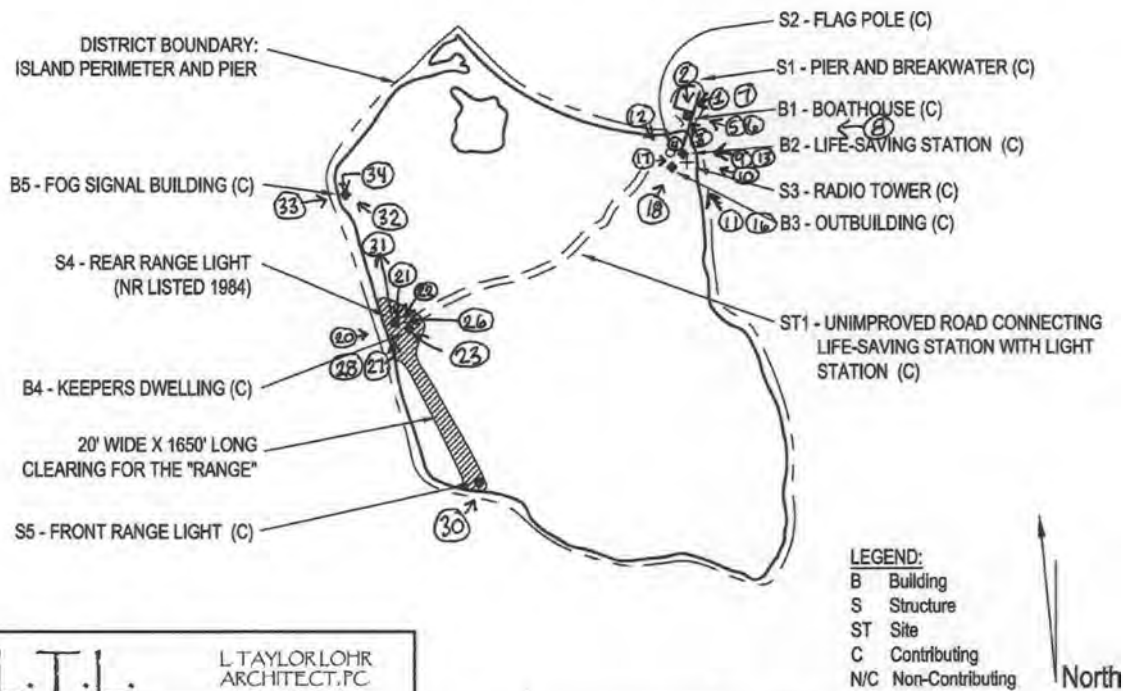 DISTRICT BOUNDARY:
ISLAND PERIMETER AND PIER
B5 - FOG SIGNAL BUILDING (C)
S4 - REAR RANGE LIGHT
(NR LISTED 1984)
B4 - KEEPERS DWELLING (C)
20' WIDE X 1650' LONG
CLEARING FOR THE "RANGE"
S5 - FRONT RANGE LIGHT (C)
S2 - FLAG POLE (C)
S1 - PIER AND BREAKWATER (C)
B1 - BOATHOUSE (C)
B2 - LIFE-SAVING STATION (C)
S3 - RADIO TOWER (C)
B3 - OUTBUILDING (C)
ST1 - UNIMPROVED ROAD CONNECTING
LIFE-SAVING STATION WITH LIGHT
STATION (C)
2
1 7
12
5 6
8
17
9 13
10
18
11 16
34
33
32
31
21
22
20
26
23
28 27
30
LEGEND:
B Building
S Structure
ST Site
C Contributing
N/C Non-Contributing
North
L TAYLOR LOHR
ARCHITECT, PC